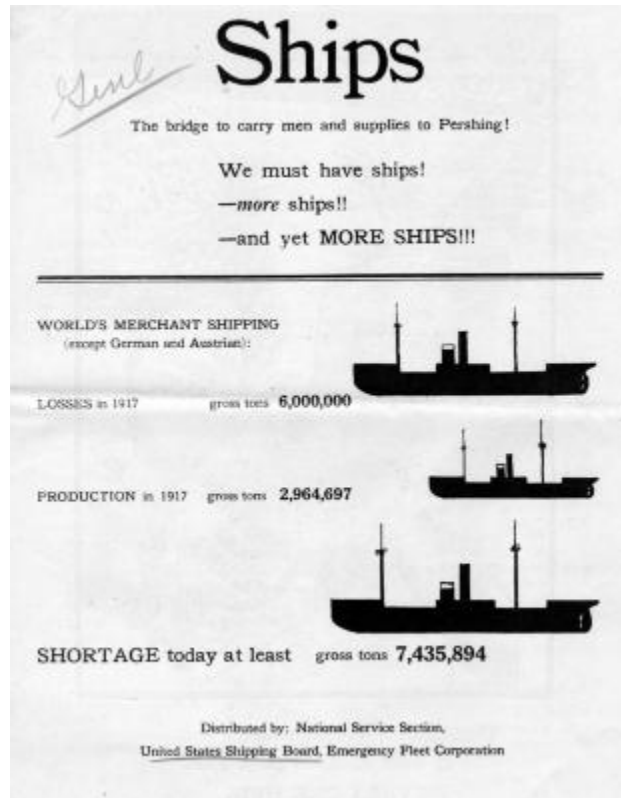 Ships
The bridge to carry men and supplies to Pershing!
We must have ships!
—more ships!!
—and yet MORE SHIPS!!!
WORLD'S MERCHANT SHIPPING
(except German and Austrian):
LOSSES in 1917 gross tons 6,000,000
PRODUCTION in 1917 gross tons 2,964,697
SHORTAGE today at least gross tons 7,435,894
Distributed by: National Service Section,
United States Shipping Board, Emergency Fleet Corporation